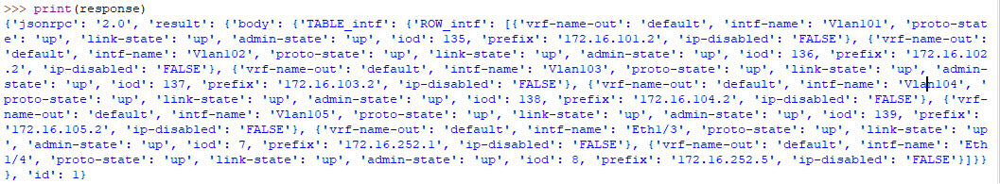 >>> print(response)
{'jsonrpc': '2.0', 'result': {'body': {'TABLE_intf': {'ROW_intf': [{'vrf-name-out': 'default', 'intf-name': 'Vlan101', 'proto-stat
e': 'up', 'link-state': 'up', 'admin-state': 'up', 'iod': 135, 'prefix': '172.16.101.2', 'ip-disabled': 'FALSE'}, {'vrf-name-out':
'default', 'intf-name': 'Vlan102', 'proto-state': 'up', 'link-state': 'up', 'admin-state': 'up', 'iod': 136, 'prefix': '172.16.102
.2', 'ip-disabled': 'FALSE'}, {'vrf-name-out': 'default', 'intf-name': 'Vlan103', 'proto-state': 'up', 'link-state': 'up', 'admin-
state': 'up', 'iod': 137, 'prefix': '172.16.103.2', 'ip-disabled': 'FALSE'}, {'vrf-name-out': 'default', 'intf-name': 'Vlan104', '
proto-state': 'up', 'link-state': 'up', 'admin-state': 'up', 'iod': 138, 'prefix': '172.16.104.2', 'ip-disabled': 'FALSE'}, {'vrf-
name-out': 'default', 'intf-name': 'Vlan105', 'proto-state': 'up', 'link-state': 'up', 'admin-state': 'up', 'iod': 139, 'prefix':
'172.16.105.2', 'ip-disabled': 'FALSE'}, {'vrf-name-out': 'default', 'intf-name': 'Eth1/3', 'proto-state': 'up', 'link-state': 'up
', 'admin-state': 'up', 'iod': 7, 'prefix': '172.16.252.1', 'ip-disabled': 'FALSE'}, {'vrf-name-out': 'default', 'intf-name': 'Eth
1/4', 'proto-state': 'up', 'link-state': 'up', 'admin-state': 'up', 'iod': 8, 'prefix': '172.16.252.5', 'ip-disabled': 'FALSE'}]}}
}, 'id': 1}